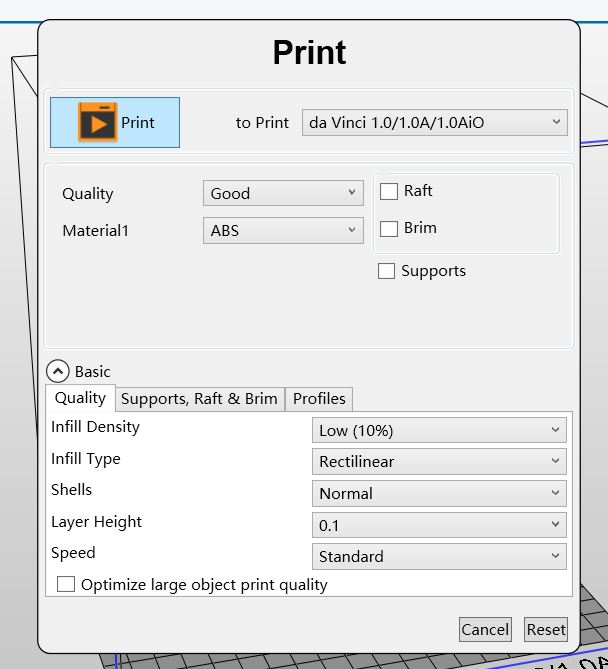 Print
Print to Print da Vinci 1.0/1.0A/1.0AiO
Quality Good Raft
Material1 ABS Brim
Supports
Basic
Quality Supports, Raft & Brim Profiles
Infill Density Low (10%)
Infill Type Rectilinear
Shells Normal
Layer Height 0.1
Speed Standard
Optimize large object print quality
Cancel Reset